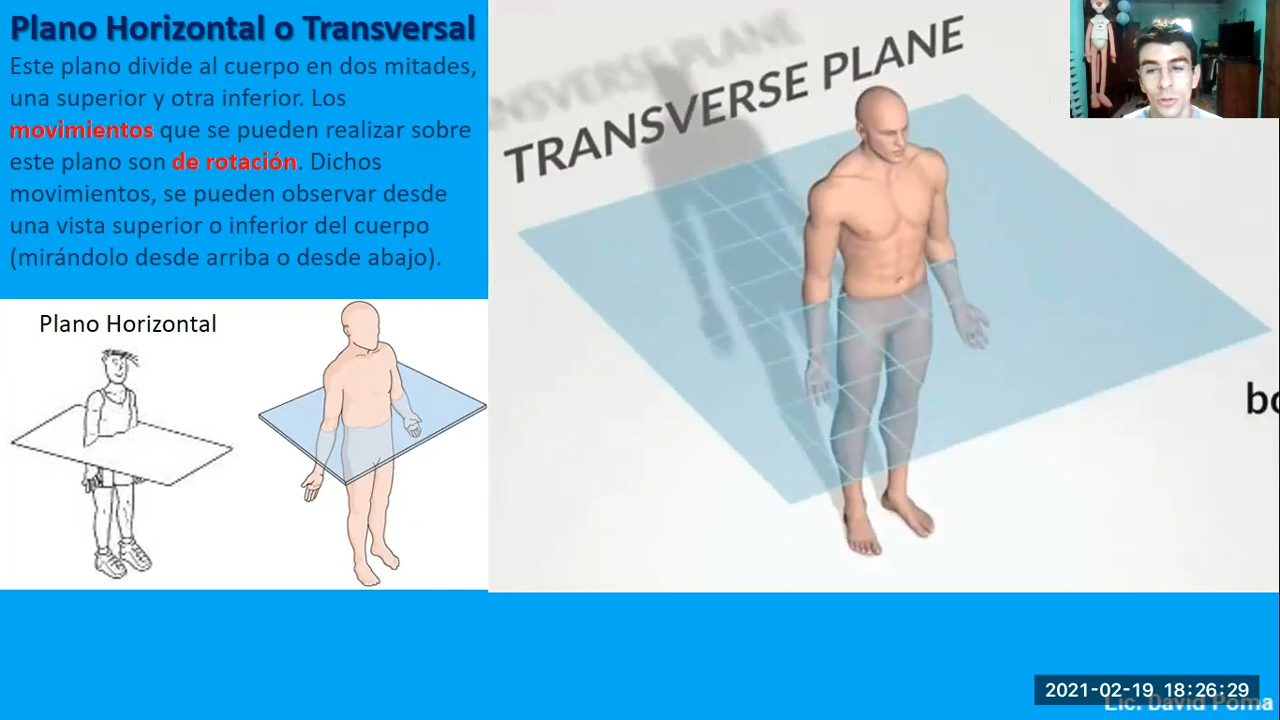 Plano Horizontal o Transversal
Este plano divide al cuerpo en dos mitades,
una superior y otra inferior. Los
movimientos que se pueden realizar sobre
este plano son de rotación. Dichos
movimientos, se pueden observar desde
una vista superior o inferior del cuerpo
(mirándolo desde arriba o desde abajo).
Plano Horizontal
TRANSVERSE PLANE
TRANSVERSE PLANE
bo
2021-02-19 18:26:29
Lic. David Poma